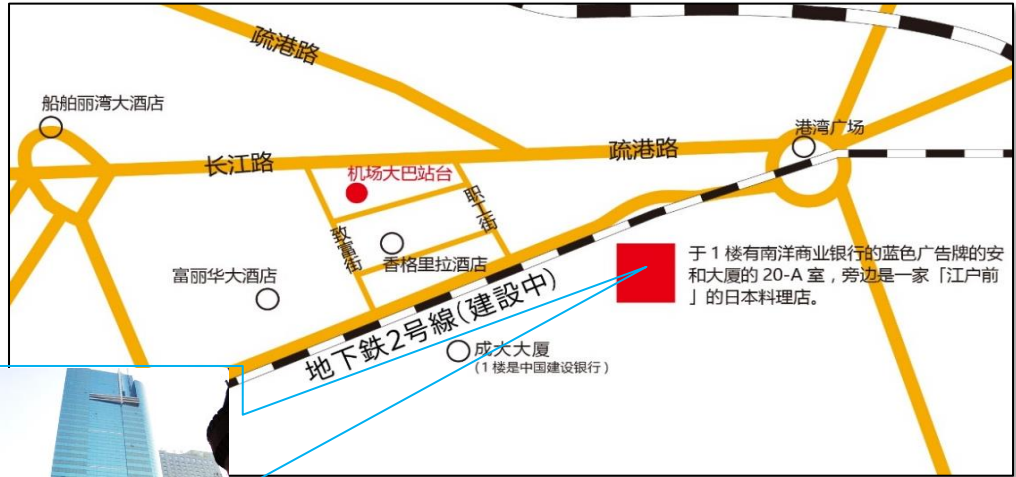 疏港路
船舶丽湾大酒店
港湾广场
长江路
疏港路
机场大巴站台
职工街
致富街
香格里拉酒店
富丽华大酒店
于 1 楼有南洋商业银行的蓝色广告牌的安
和大厦的 20-A 室，旁边是一家「江户前
」的日本料理店。
地下鉄2号線(建設中)
成大大厦
(1 楼是中国建设银行)